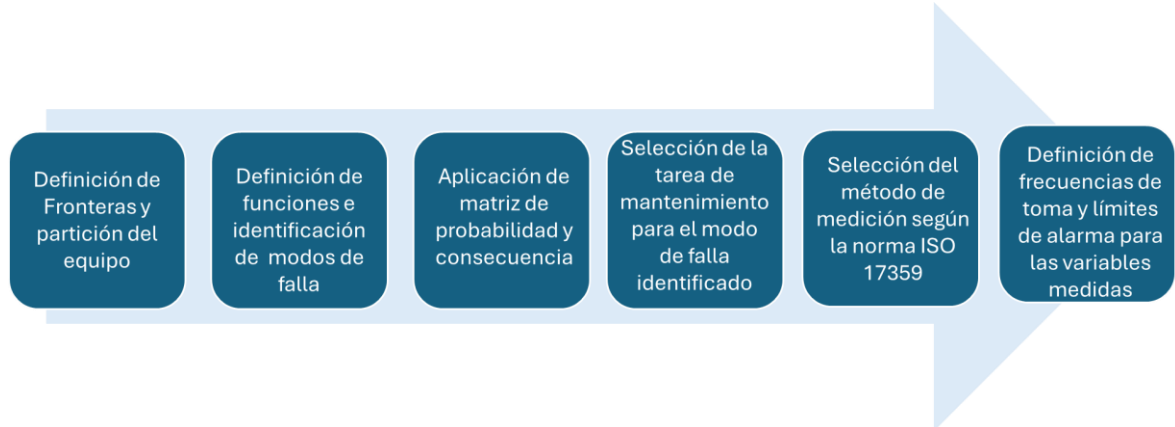 Definición de
Fronteras y
partición del
equipo
Definición de
funciones e
identificación
de modos de
falla
Aplicación de
matriz de
probabilidad y
consecuencia
Selección de la
tarea de
mantenimiento
para el modo
de falla
identificado
Selección del
método de
medición según
la norma ISO
17359
Definición de
frecuencias de
toma y límites
de alarma para
las variables
medidas